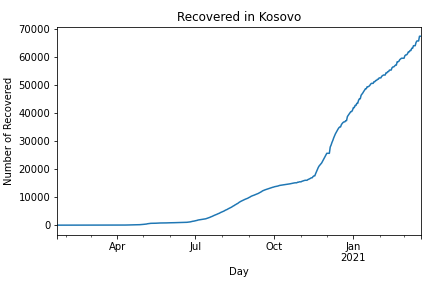 Recovered in Kosovo
Number of Recovered
70000
60000
50000
40000
30000
20000
10000
0
Apr
Jul
Oct
Jan
2021
Day